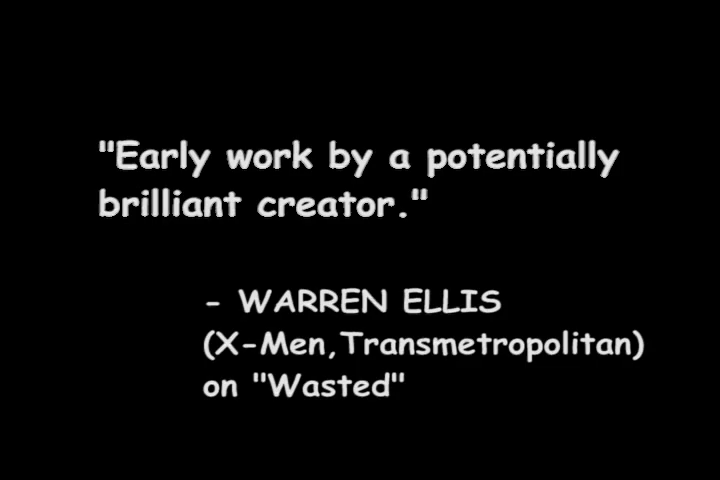 "Early work by a potentially
brilliant creator."
- WARREN ELLIS
(X-Men,Transmetropolitan)
on "Wasted"